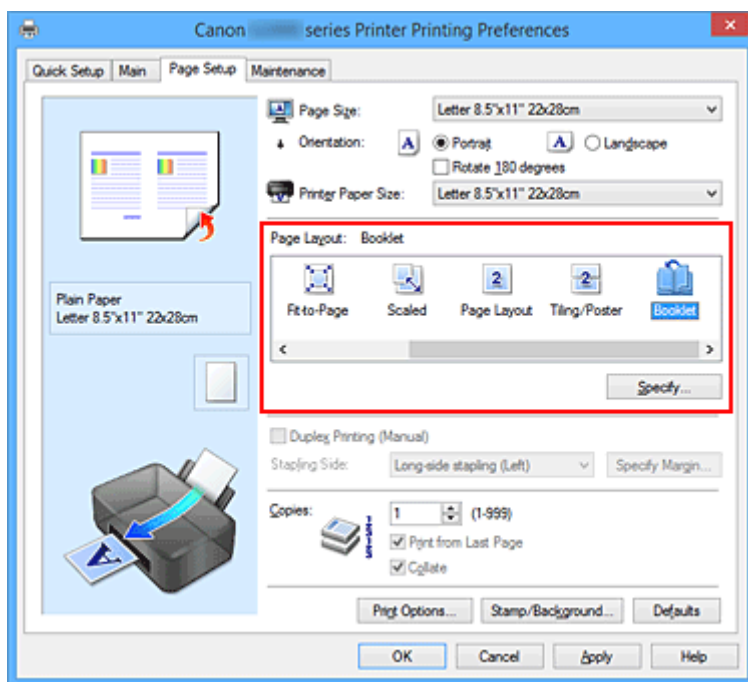 Canon series Printer Printing Preferences
Quick Setup Main Page Setup Maintenance
Page Size: Letter 8.5"x11" 22x28cm
Orientation: A Portrait A Landscape
Rotate 180 degrees
Printer Paper Size: Letter 8.5"x11" 22x28cm
Page Layout: Booklet
2 2
Fit-to-Page Scaled Page Layout Tiling/Poster Booklet
Specify...
Plain Paper
Letter 8.5"x11" 22x28cm
Duplex Printing (Manual)
Stapling Side: Long-side stapling (Left) Specify Margin...
Copies: 1 (1-999)
Print from Last Page
Collate
A
Print Options... Stamp/Background... Defaults
OK Cancel Apply Help